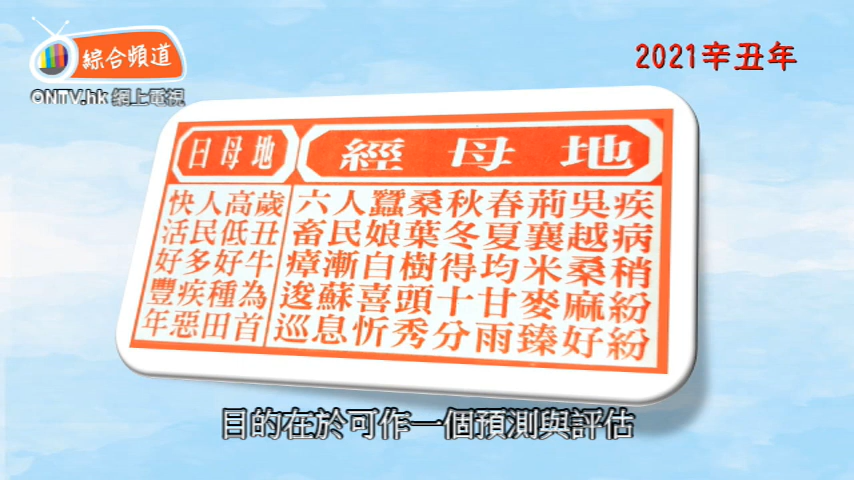 綜合頻道
ONTV.hk 網上電視
2021辛丑年
地母經
疾病稍紛紛
吳越桑麻好
荊襄米麥臻
春夏均甘雨
秋冬得十分
桑葉樹頭秀
蠶娘自喜忻
人民漸蘇息
六畜瘴逡巡
地母曰
歲丑牛為首
高低好種田
人民多疾惡
快活好豐年
目的在於可作一個預測與評估